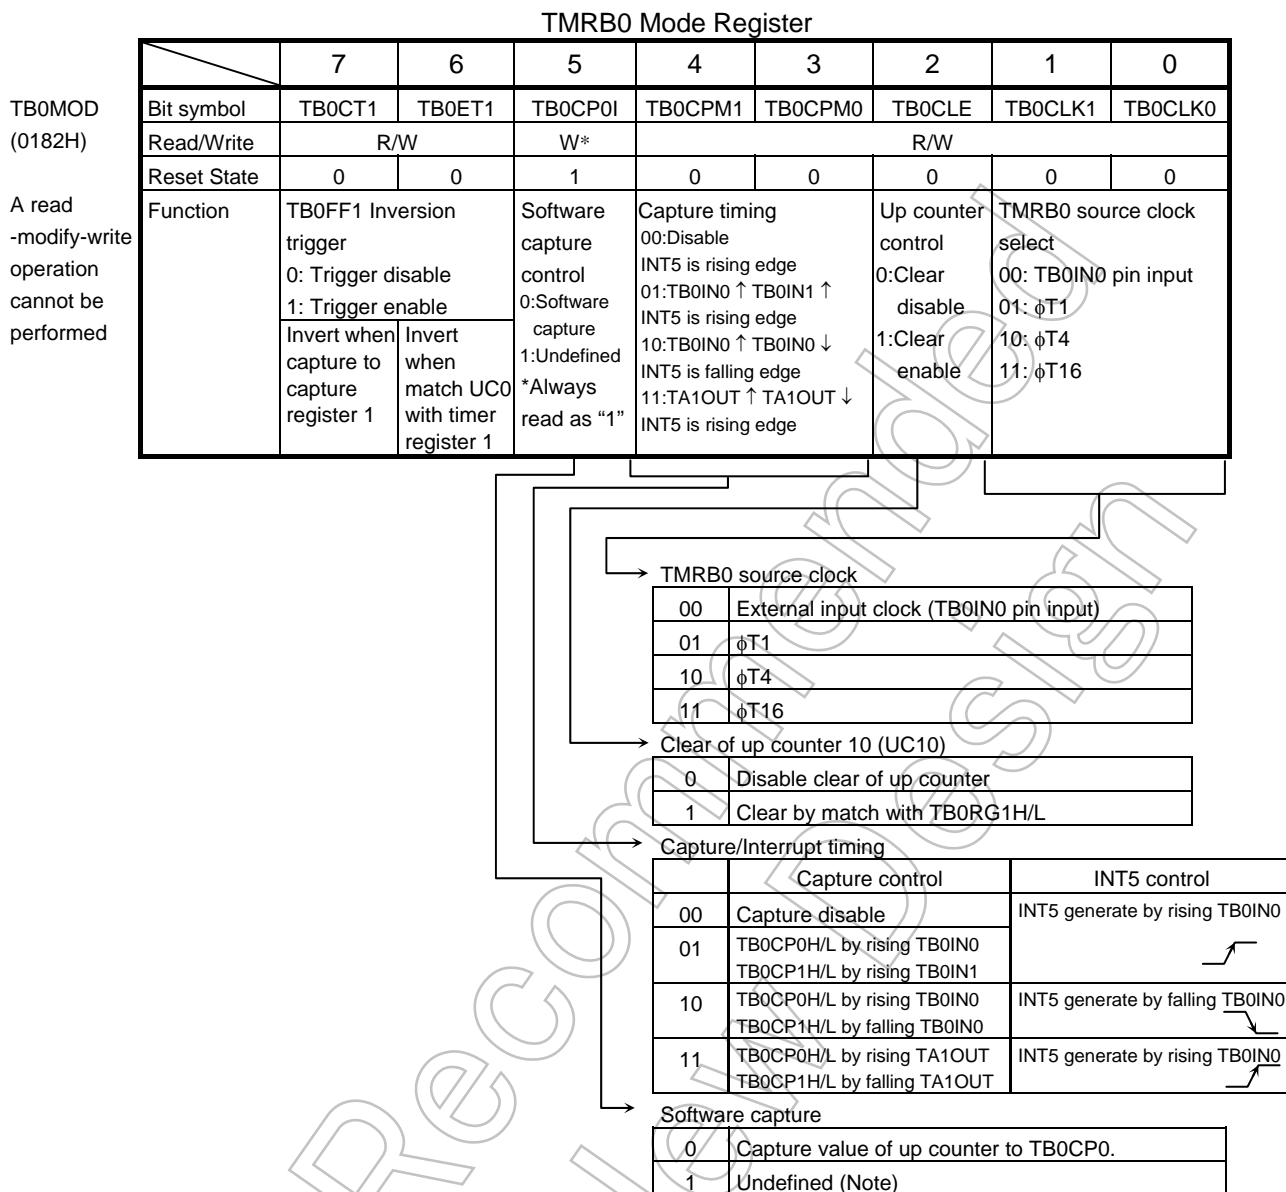 TMRB0 Mode Register
7 6 5 4 3 2 1 0
TB0MOD
(0182H)
A read
-modify-write
operation
cannot be
performed
Bit symbol TB0CT1 TB0ET1 TB0CP0I TB0CPM1 TB0CPM0 TB0CLE TB0CLK1 TB0CLK0
Read/Write R/W W* R/W
Reset State 0 0 1 0 0 0 0 0
Function
TB0FF1 Inversion
trigger
0: Trigger disable
1: Trigger enable
Invert when
capture to
capture
register 1
Invert
when
match UC0
with timer
register 1
Software
capture
control
0:Software
capture
1:Undefined
*Always
read as “1”
Capture timing
00:Disable
INT5 is rising edge
01:TB0IN0 ↑ TB0IN1 ↑
INT5 is rising edge
10:TB0IN0 ↑ TB0IN0 ↓
INT5 is falling edge
11:TA1OUT ↑ TA1OUT ↓
INT5 is rising edge
Up counter
control
0:Clear
disable
1:Clear
enable
TMRB0 source clock
select
00: TB0IN0 pin input
01: ϕT1
10: ϕT4
11: ϕT16
TMRB0 source clock
00 External input clock (TB0IN0 pin input)
01 ϕT1
10 ϕT4
11 ϕT16
Clear of up counter 10 (UC10)
0 Disable clear of up counter
1 Clear by match with TB0RG1H/L
Capture/Interrupt timing
Capture control INT5 control
00 Capture disable INT5 generate by rising TB0IN0
01 TB0CP0H/L by rising TB0IN0
TB0CP1H/L by rising TB0IN1
10 TB0CP0H/L by rising TB0IN0 INT5 generate by falling TB0IN0
TB0CP1H/L by falling TB0IN0
11 TB0CP0H/L by rising TA1OUT INT5 generate by rising TB0IN0
TB0CP1H/L by falling TA1OUT
Software capture
0 Capture value of up counter to TB0CP0.
1 Undefined (Note)
Recommended
Design